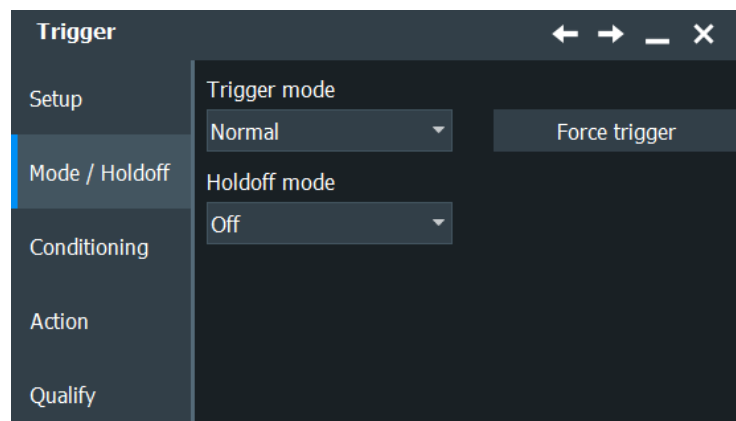 Trigger
Setup
Mode / Holdoff
Conditioning
Action
Qualify
Trigger mode
Normal
Force trigger
Holdoff mode
Off